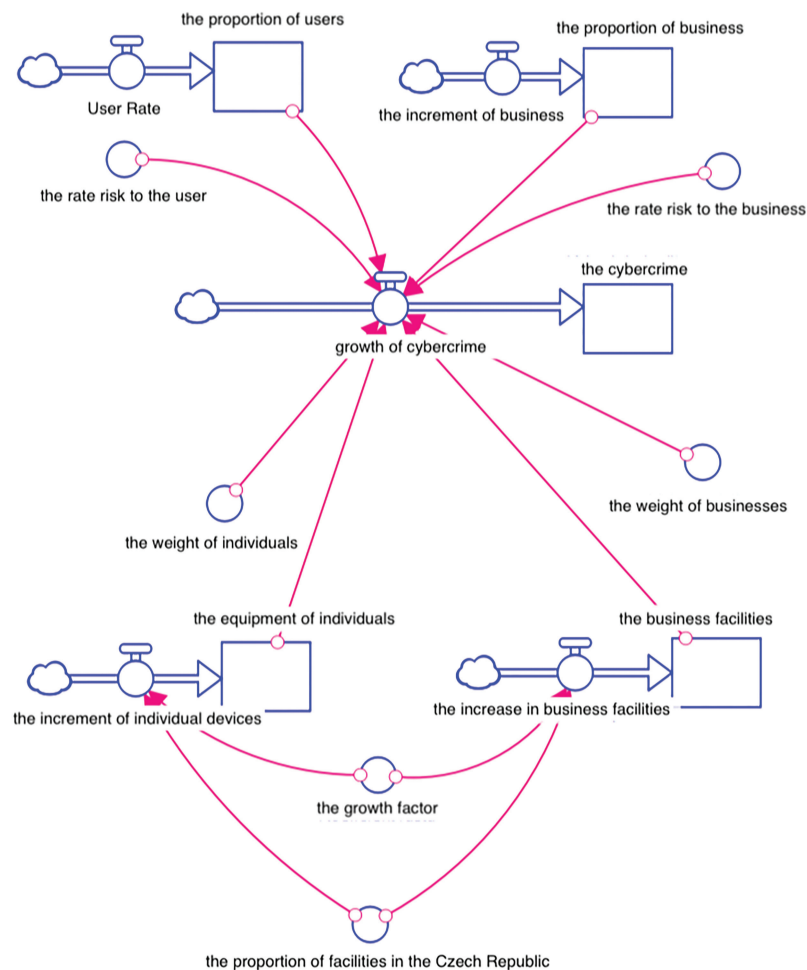 the proportion of users
the proportion of business
User Rate
the increment of business
the rate risk to the user
the rate risk to the business
the cybercrime
growth of cybercrime
the weight of businesses
the weight of individuals
the equipment of individuals
the business facilities
the increment of individual devices
the increase in business facilities
the growth factor
the proportion of facilities in the Czech Republic